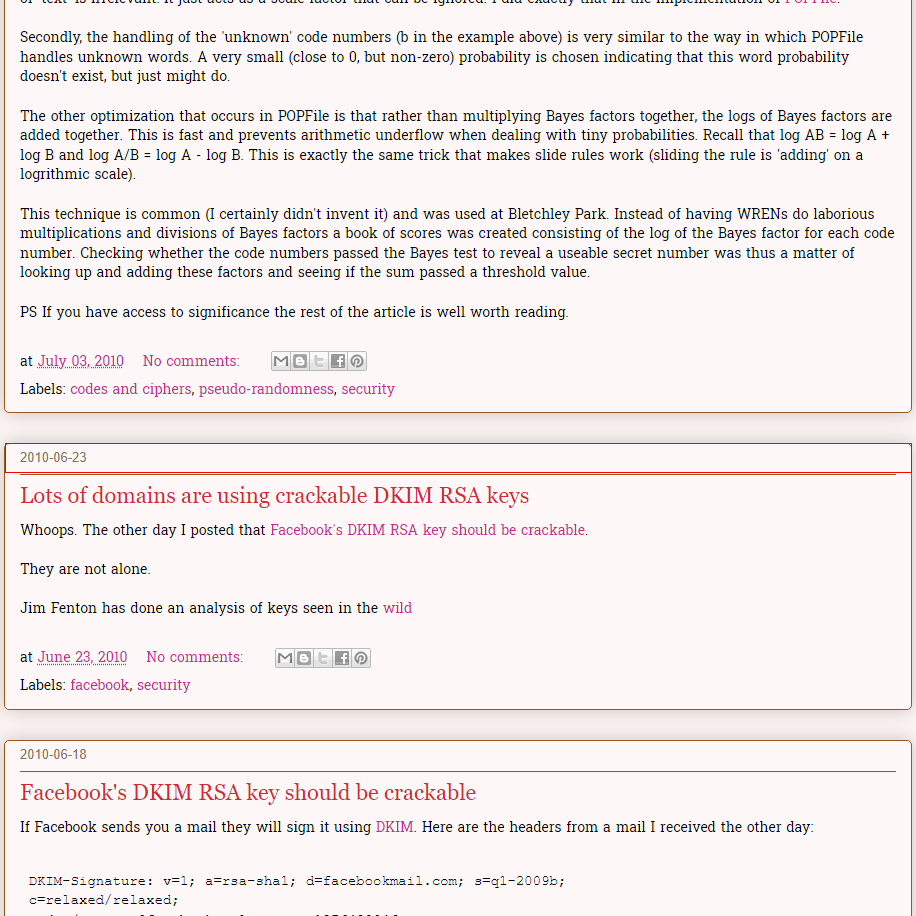 Secondly, the handling of the 'unknown' code numbers (b in the example above) is very similar to the way in which POPFile
handles unknown words. A very small (close to 0, but non-zero) probability is chosen indicating that this word probability
doesn't exist, but just might do.
The other optimization that occurs in POPFile is that rather than multiplying Bayes factors together, the logs of Bayes factors are
added together. This is fast and prevents arithmetic underflow when dealing with tiny probabilities. Recall that log AB = log A +
log B and log A/B = log A - log B. This is exactly the same trick that makes slide rules work (sliding the rule is 'adding' on a
logrithmic scale).
This technique is common (I certainly didn't invent it) and was used at Bletchley Park. Instead of having WRENs do laborious
multiplications and divisions of Bayes factors a book of scores was created consisting of the log of the Bayes factor for each code
number. Checking whether the code numbers passed the Bayes test to reveal a useable secret number was thus a matter of
looking up and adding these factors and seeing if the sum passed a threshold value.
PS If you have access to significance the rest of the article is well worth reading.
at July 03, 2010 No comments:
Labels: codes and ciphers, pseudo-randomness, security
2010-06-23
Lots of domains are using crackable DKIM RSA keys
Whoops. The other day I posted that Facebook's DKIM RSA key should be crackable.
They are not alone.
Jim Fenton has done an analysis of keys seen in the wild
at June 23, 2010 No comments:
Labels: facebook, security
2010-06-18
Facebook's DKIM RSA key should be crackable
If Facebook sends you a mail they will sign it using DKIM. Here are the headers from a mail I received the other day:
DKIM-Signature: v=1; a=rsa-sha1; d=facebookmail.com; s=q1-2009b;
c=relaxed/relaxed;